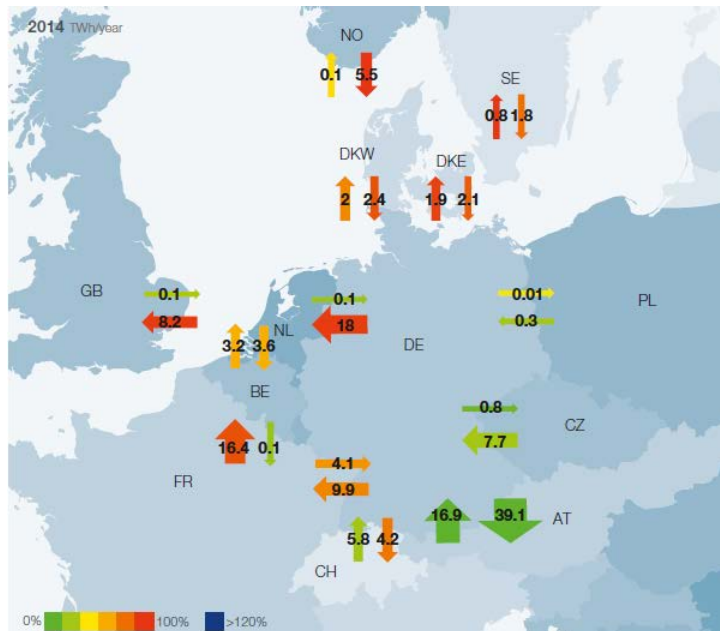 2014 TWh/year
NO
0.1 5.5
SE
0.8 1.8
DKW
DKE
2 2.4
1.9 2.1
GB
0.1
8.2
NL
0.1
18
DE
0.01
0.3
PL
3.2 3.6
BE
0.8
7.7
CZ
16.4 0.1
FR
4.1
9.9
16.9 39.1
AT
5.8 4.2
CH
0% 100% >120%